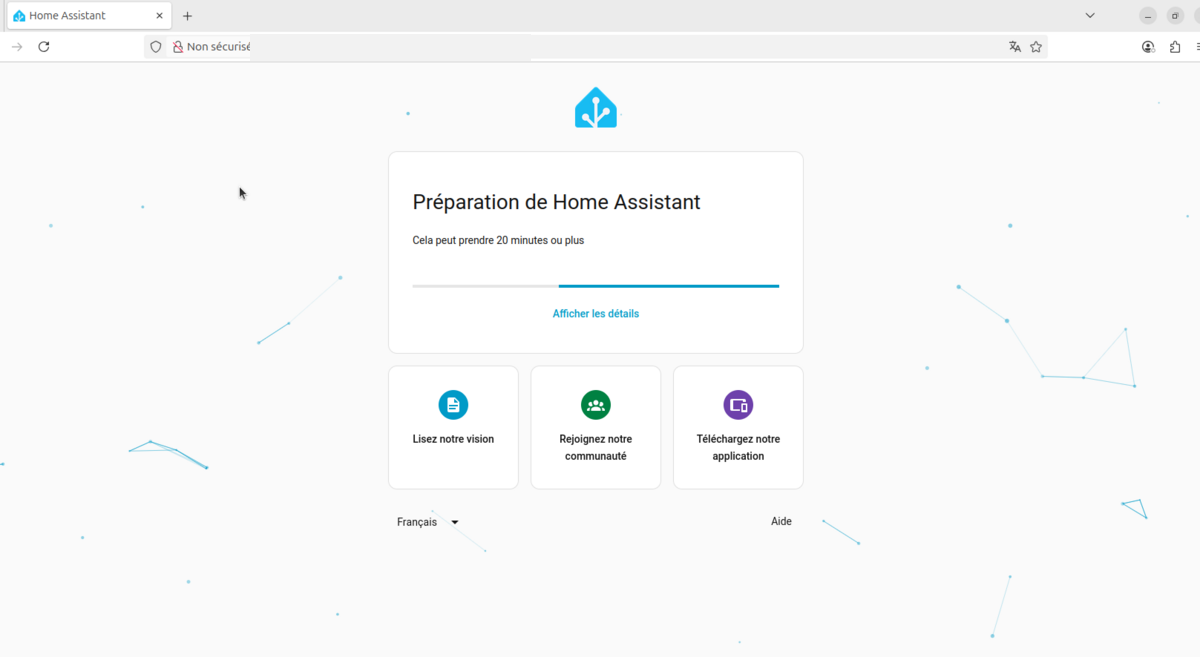 Home Assistant
Non sécurisé
Préparation de Home Assistant
Cela peut prendre 20 minutes ou plus
Afficher les détails
Lisez notre vision
Rejoignez notre
communauté
Téléchargez notre
application
Français
Aide